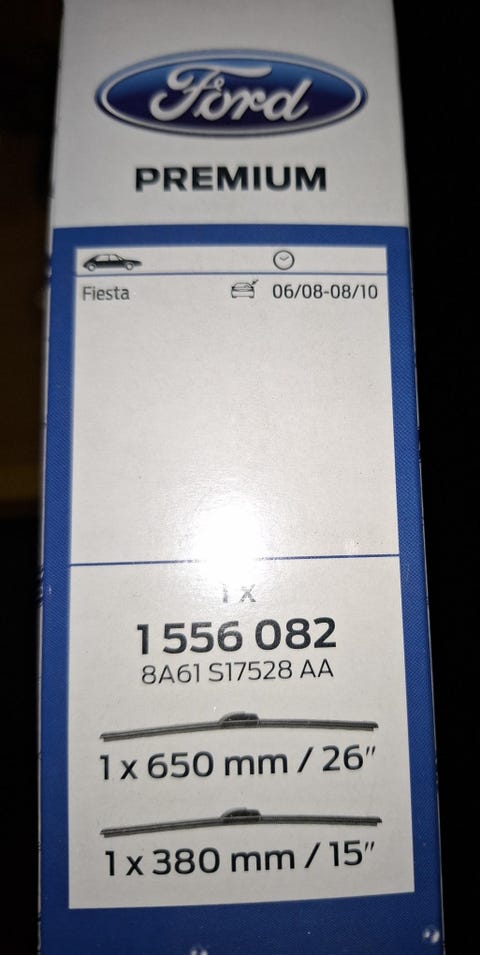 Ford
PREMIUM
Fiesta 06/08-08/10
1 x
1 556 082
8A61 S17528 AA
1 x 650 mm / 26"
1 x 380 mm / 15"